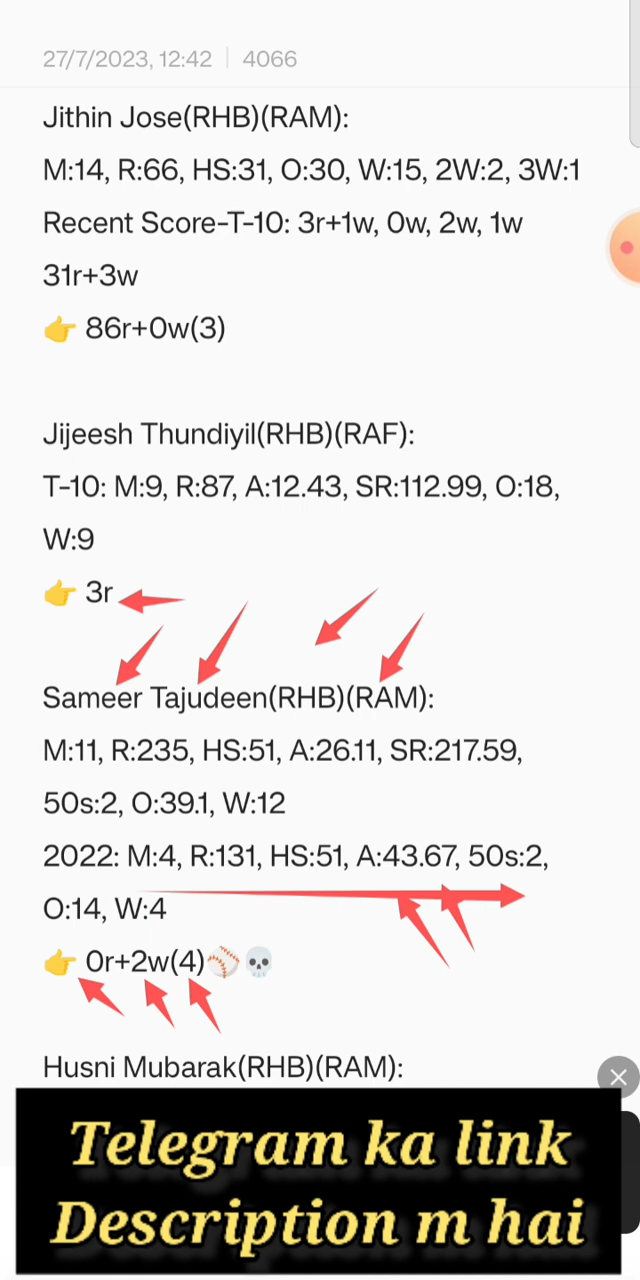 27/7/2023, 12:42 | 4066
Jithin Jose(RHB)(RAM):
M:14, R:66, HS:31, O:30, W:15, 2W:2, 3W:1
Recent Score-T-10: 3r+1w, 0w, 2w, 1w
31r+3w
👉 86r+0w(3)
Jijeesh Thundiyil(RHB)(RAF):
T-10: M:9, R:87, A:12.43, SR:112.99, O:18,
W:9
👉 3r
Sameer Tajudeen(RHB)(RAM):
M:11, R:235, HS:51, A:26.11, SR:217.59,
50s:2, O:39.1, W:12
2022: M:4, R:131, HS:51, A:43.67, 50s:2,
O:14, W:4
👉 0r+2w(4)⚾💀
Husni Mubarak(RHB)(RAM):
Telegram ka link
Description m hai